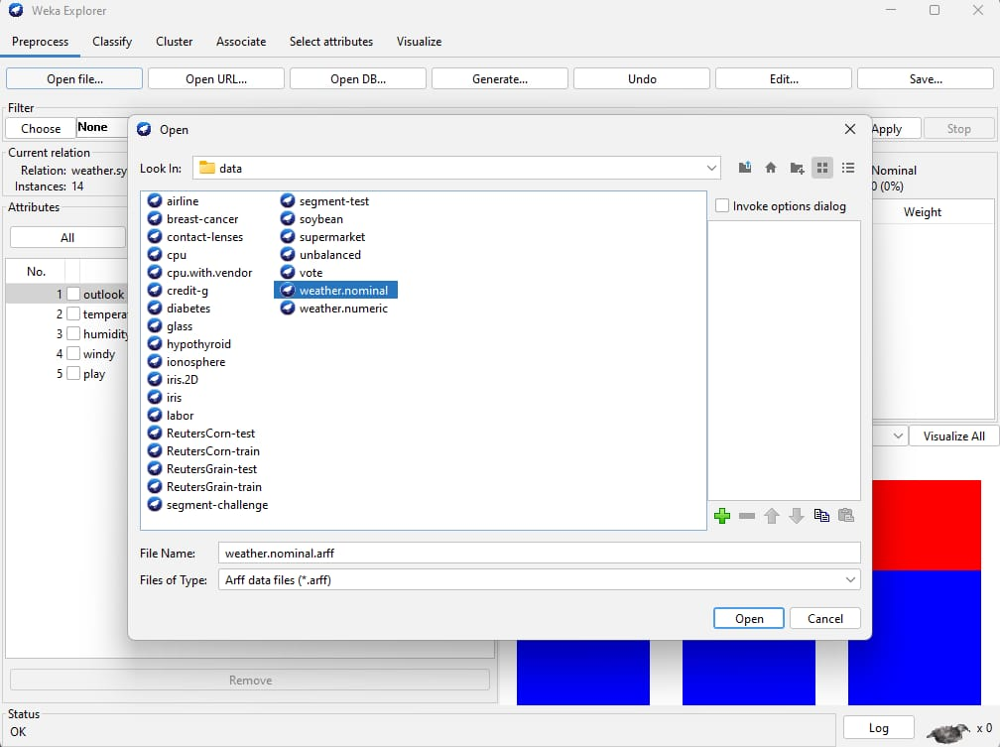 Weka Explorer
Preprocess Classify Cluster Associate Select attributes Visualize
Open file... Open URL... Open DB... Generate... Undo Edit... Save...
Filter
Choose None Apply Stop
Current relation
Relation: weather.sy Nominal
Instances: 14 0 (0%)
Attributes
All
Weight
No.
1 outlook
2 tempera
3 humidity
4 windy
5 play
Visualize All
Remove
Open
Look In: data
Invoke options dialog
airline
breast-cancer
contact-lenses
cpu
cpu.with.vendor
credit-g
diabetes
glass
hypothyroid
ionosphere
iris.2D
iris
labor
ReutersCorn-test
ReutersCorn-train
ReutersGrain-test
ReutersGrain-train
segment-challenge
segment-test
soybean
supermarket
unbalanced
vote
weather.nominal
weather.numeric
File Name: weather.nominal.arff
Files of Type: Arff data files (*.arff)
Open Cancel
Status
OK
Log x 0